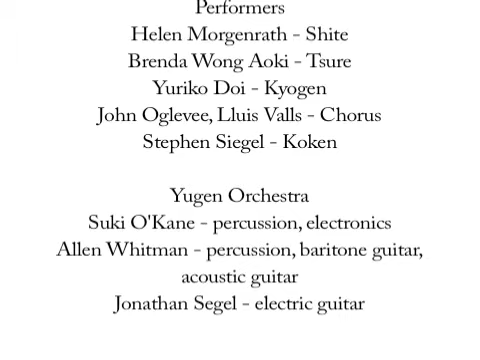 Performers
Helen Morgenrath - Shite
Brenda Wong Aoki - Tsure
Yuriko Doi - Kyogen
John Oglevee, Lluis Valls - Chorus
Stephen Siegel - Koken
Yugen Orchestra
Suki O'Kane - percussion, electronics
Allen Whitman - percussion, baritone guitar,
acoustic guitar
Jonathan Segel - electric guitar